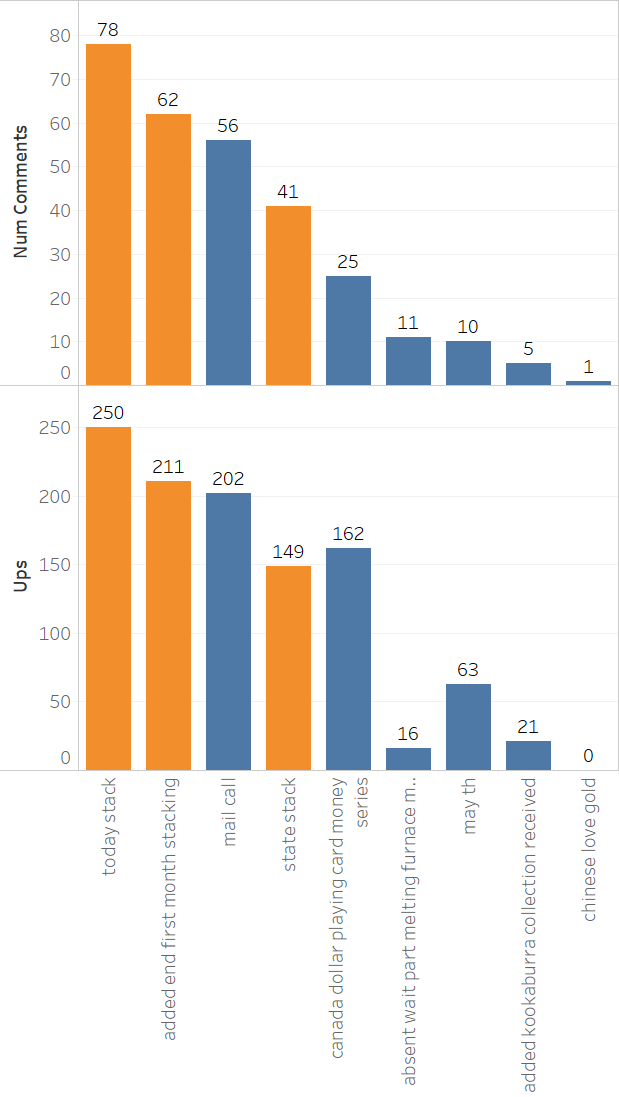 Num Comments
80
70
60
50
40
30
20
10
0
78
62
56
41
25
11
10
5
1
Ups
250
200
150
100
50
0
250
211
202
149
162
16
63
21
0
today stack
added end first month stacking
mail call
state stack
canada dollar playing card money
series
absent wait part melting furnace m..
may th
added kookaburra collection received
chinese love gold